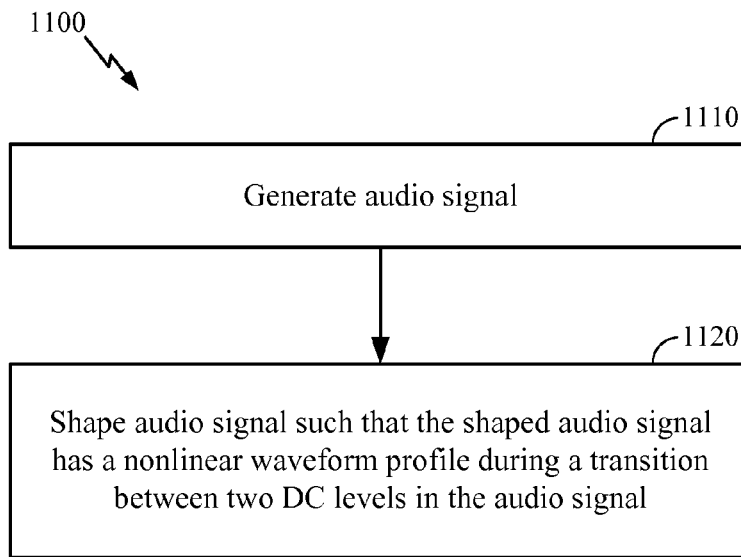 1100
1110
Generate audio signal
1120
Shape audio signal such that the shaped audio signal
has a nonlinear waveform profile during a transition
between two DC levels in the audio signal